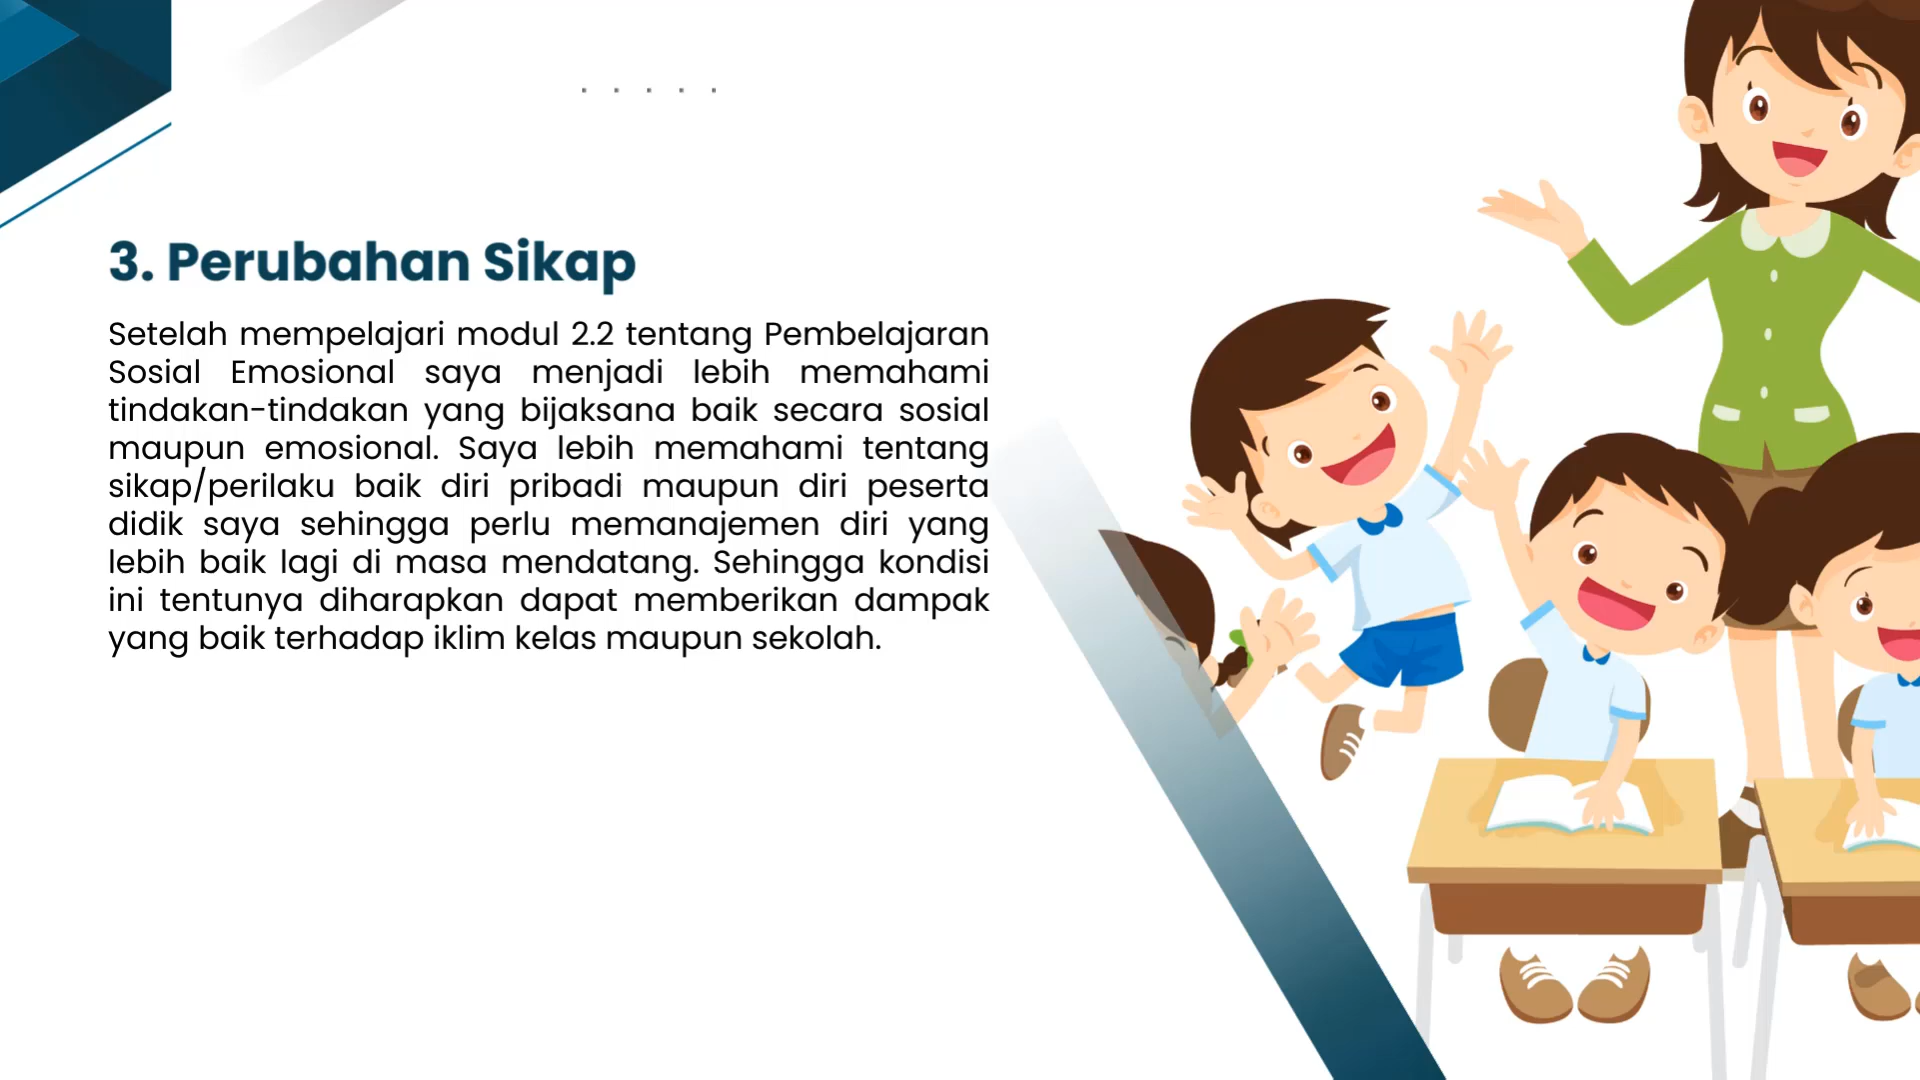 3. Perubahan Sikap
Setelah mempelajari modul 2.2 tentang Pembelajaran
Sosial Emosional saya menjadi lebih memahami
tindakan-tindakan yang bijaksana baik secara sosial
maupun emosional. Saya lebih memahami tentang
sikap/perilaku baik diri pribadi maupun diri peserta
didik saya sehingga perlu memanajemen diri yang
lebih baik lagi di masa mendatang. Sehingga kondisi
ini tentunya diharapkan dapat memberikan dampak
yang baik terhadap iklim kelas maupun sekolah.